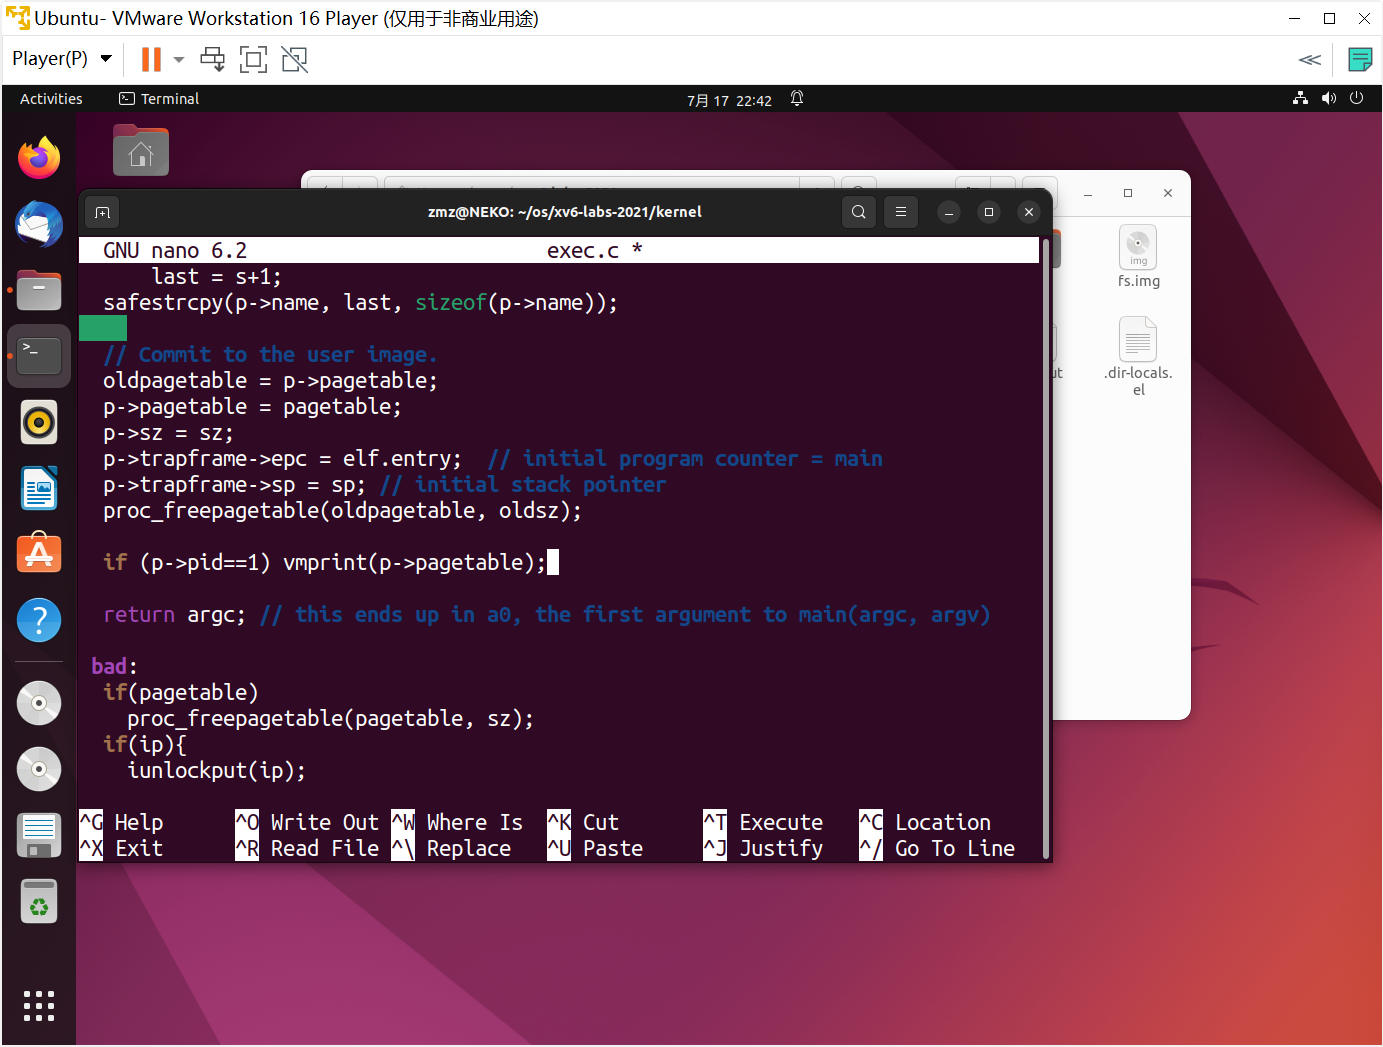 Ubuntu- VMware Workstation 16 Player (仅用于非商业用途)
Player(P)
Activities
Terminal
7月 17 22:42
zmz@NEKO: ~/os/xv6-labs-2021/kernel
GNU nano 6.2 exec.c *
last = s+1;
safestrcpy(p->name, last, sizeof(p->name));
// Commit to the user image.
oldpagetable = p->pagetable;
p->pagetable = pagetable;
p->sz = sz;
p->trapframe->epc = elf.entry;  // initial program counter = main
p->trapframe->sp = sp; // initial stack pointer
proc_freepagetable(oldpagetable, oldsz);
if (p->pid==1) vmprint(p->pagetable);
return argc; // this ends up in a0, the first argument to main(argc, argv)
bad:
if(pagetable)
proc_freepagetable(pagetable, sz);
if(ip){
iunlockput(ip);
^G Help ^O Write Out ^W Where Is ^K Cut ^T Execute ^C Location
^X Exit ^R Read File ^\ Replace ^U Paste ^J Justify ^/ Go To Line
img
fs.img
.dir-locals.
el